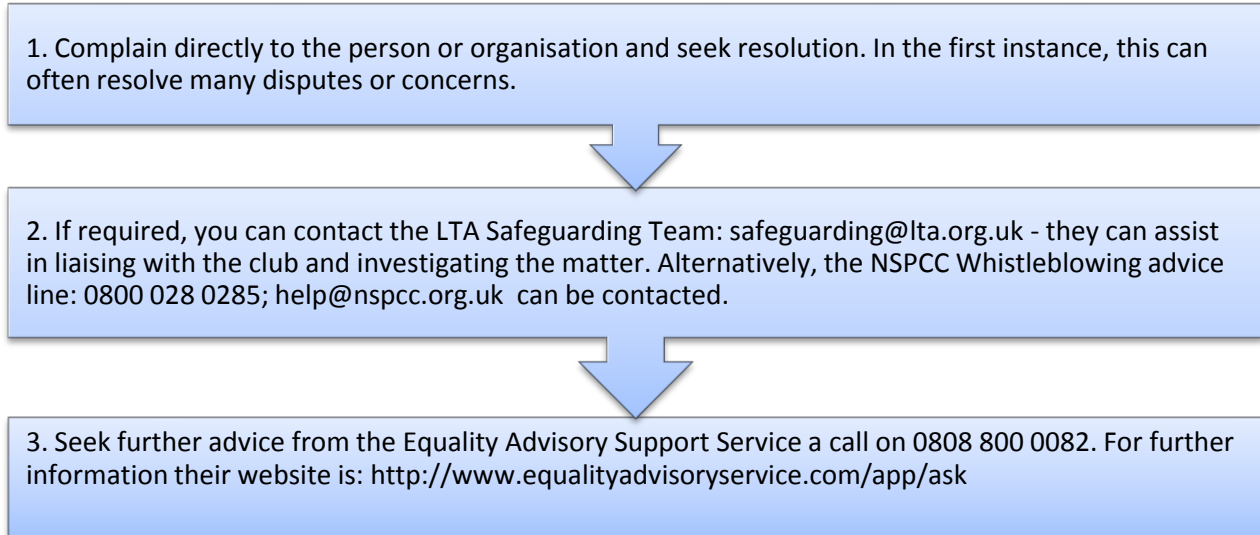 1. Complain directly to the person or organisation and seek resolution. In the first instance, this can
often resolve many disputes or concerns.
2. If required, you can contact the LTA Safeguarding Team: safeguarding@lta.org.uk - they can assist
in liaising with the club and investigating the matter. Alternatively, the NSPCC Whistleblowing advice
line: 0800 028 0285; help@nspcc.org.uk can be contacted.
3. Seek further advice from the Equality Advisory Support Service a call on 0808 800 0082. For further
information their website is: http://www.equalityadvisoryservice.com/app/ask